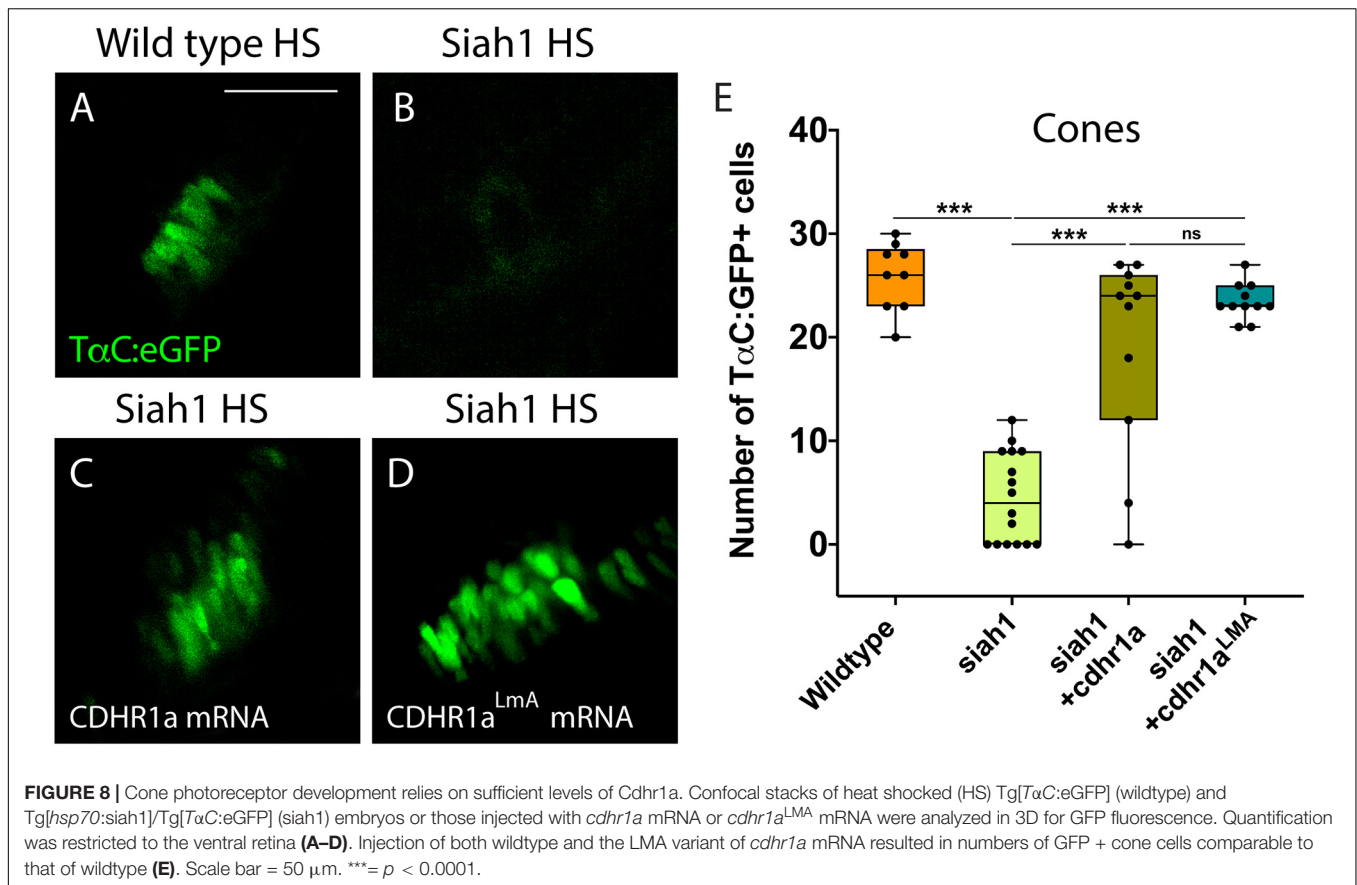 Wild type HS
Siah1 HS
A
B
TαC:eGFP
Siah1 HS
Siah1 HS
C
D
CDHR1a mRNA
CDHR1a^LmA mRNA
E
Cones
Number of TαC:GFP+ cells
40
30
20
10
0
***
***
***
ns
Wildtype
siah1
siah1
+cdhr1a
siah1
+cdhr1a^LMA
FIGURE 8 | Cone photoreceptor development relies on sufficient levels of Cdhr1a. Confocal stacks of heat shocked (HS) Tg[TαC:eGFP] (wildtype) and
Tg[hsp70:siah1]/Tg[TαC:eGFP] (siah1) embryos or those injected with cdhr1a mRNA or cdhr1a^LMA mRNA were analyzed in 3D for GFP fluorescence. Quantification
was restricted to the ventral retina (A–D). Injection of both wildtype and the LMA variant of cdhr1a mRNA resulted in numbers of GFP + cone cells comparable to
that of wildtype (E). Scale bar = 50 μm. ***= p < 0.0001.